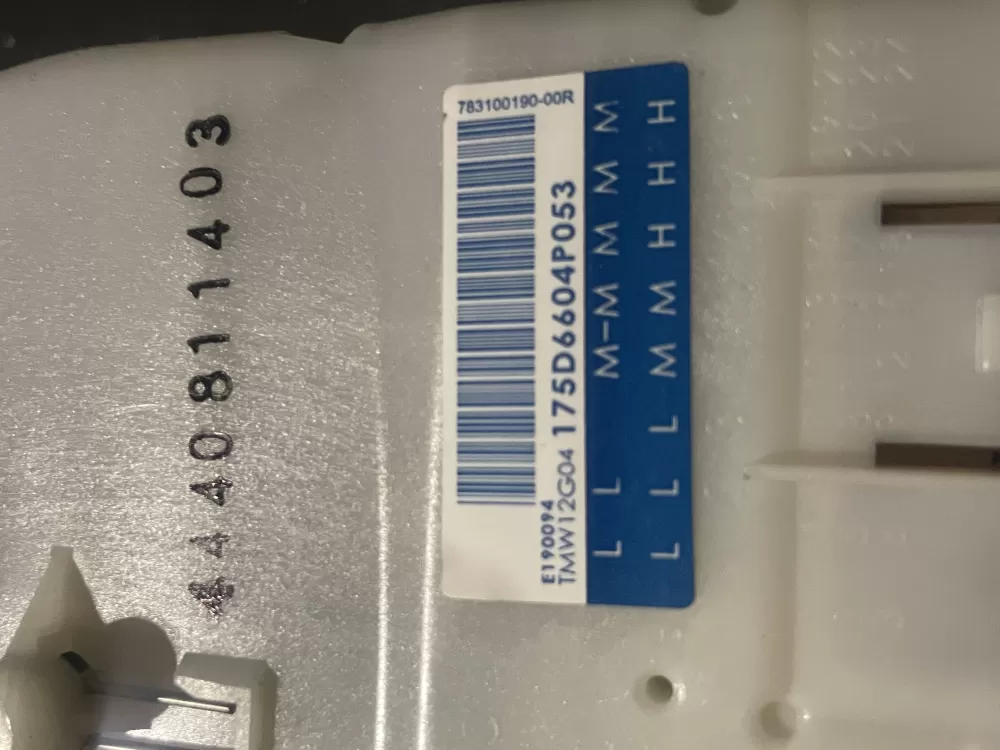 4440811403
783100190-00R
E190094
TMW12G04 175D6604P053
L L M-M M M M
L L L M M H H H